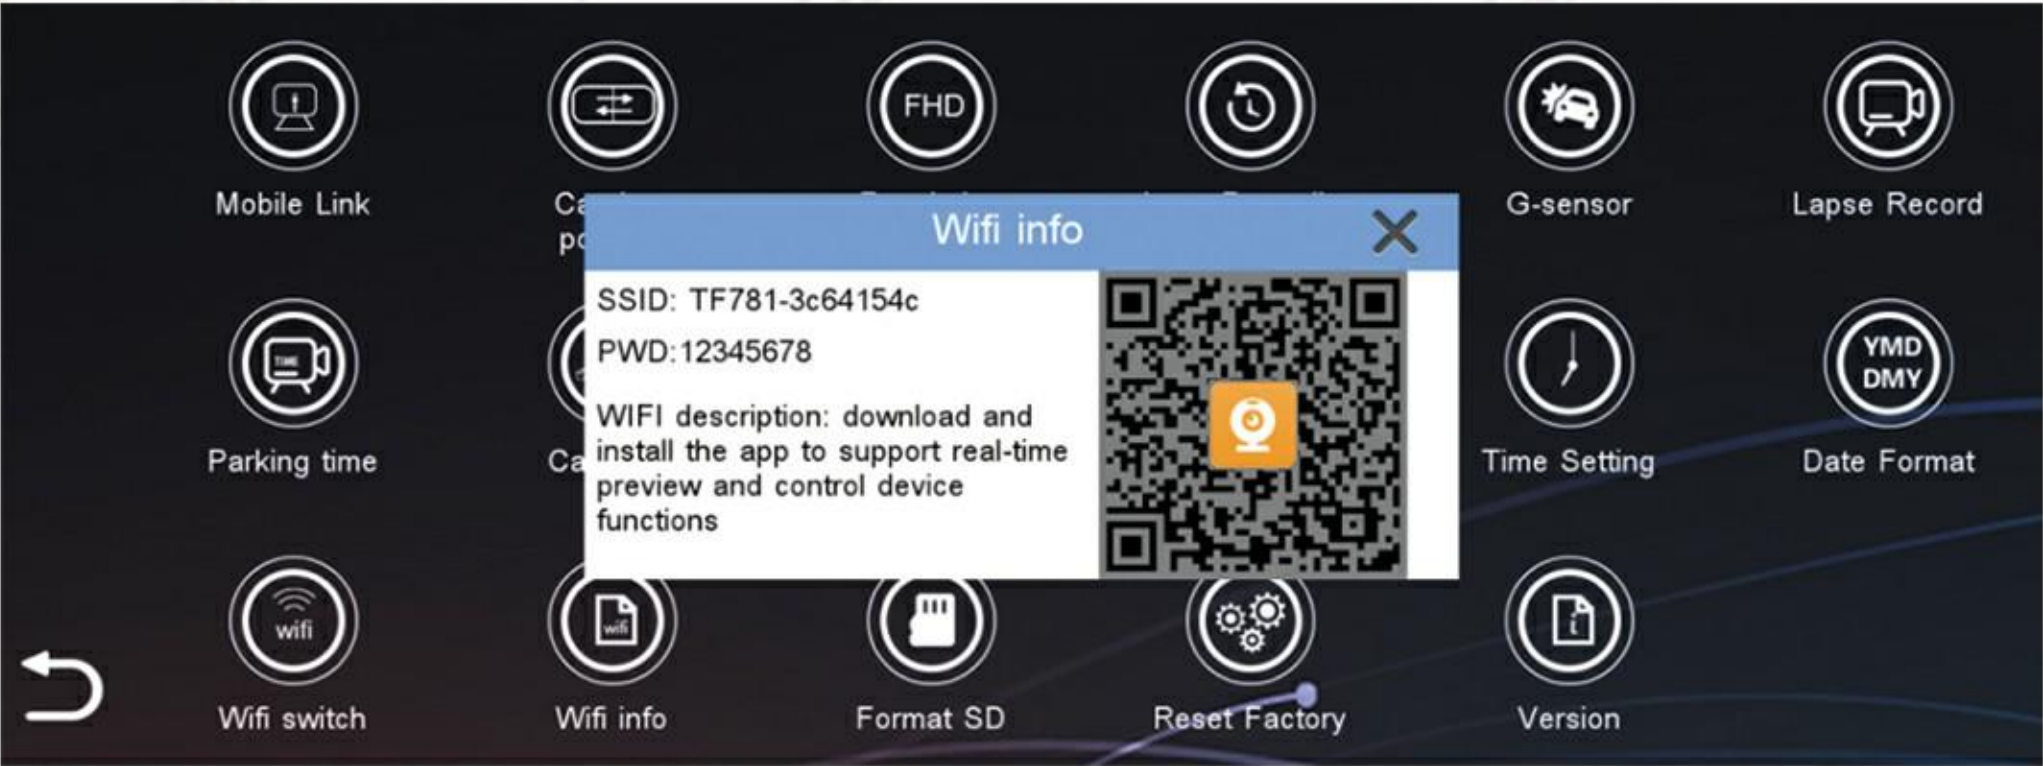 FHD
Mobile Link
G-sensor
Lapse Record
Wifi info
SSID: TF781-3c64154c
PWD:12345678
WIFI description: download and
install the app to support real-time
preview and control device
functions
TIME
YMD
DMY
Parking time
Time Setting
Date Format
wifi
wifi
Wifi switch
Wifi info
Format SD
Reset Factory
Version